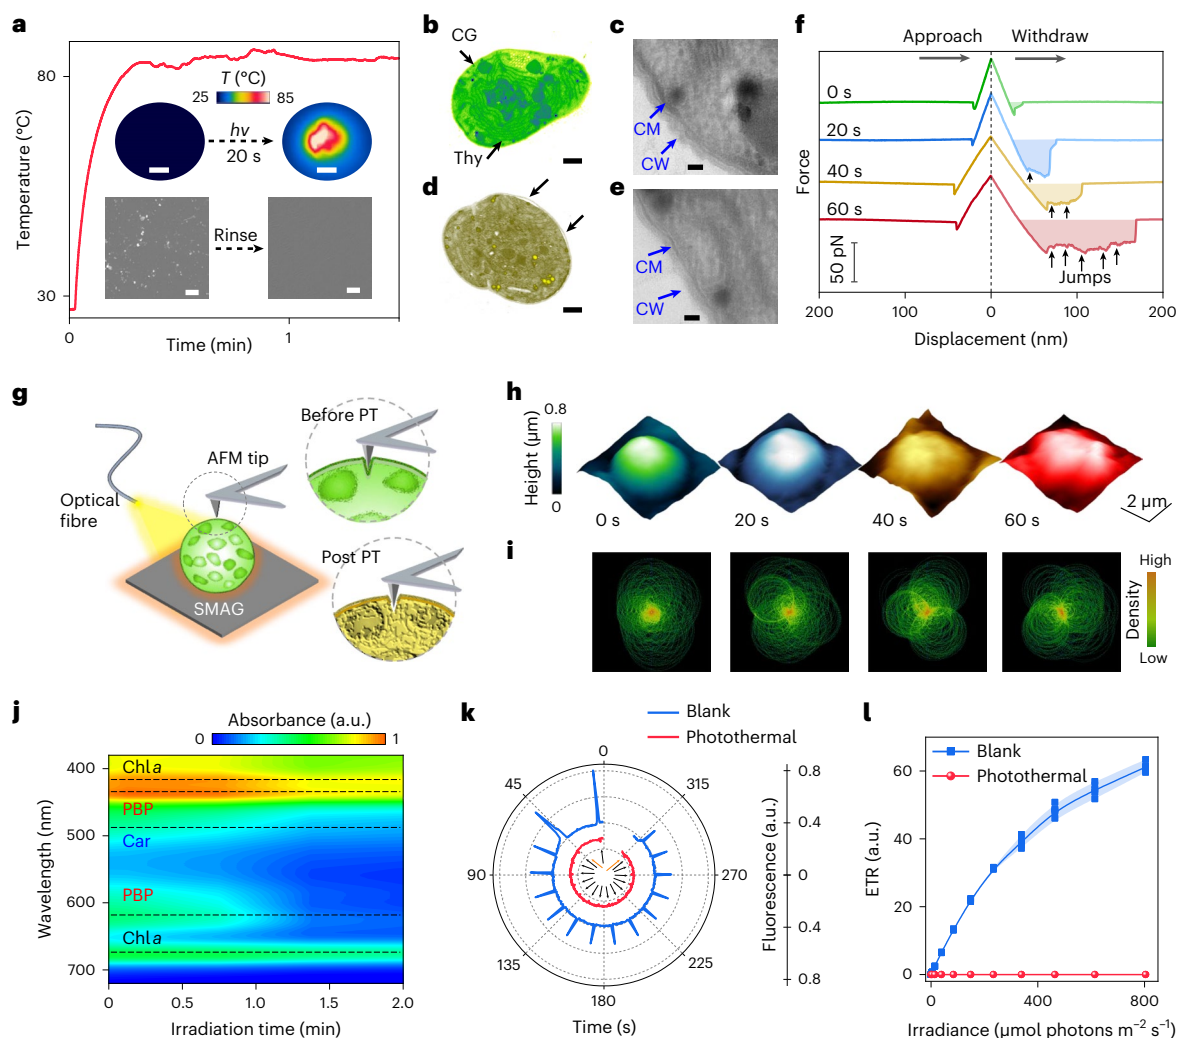 a
80
30
Temperature (°C)
0
1
Time (min)
T (°C)
25
85
hv
20 s
Rinse
b
CG
Thy
c
CM
CW
d
e
CM
CW
f
Approach
Withdraw
0 s
20 s
40 s
60 s
Force
50 pN
Jumps
200
100
0
100
200
Displacement (nm)
g
Before PT
AFM tip
Optical
fibre
Post PT
SMAG
h
Height (µm)
0.8
0
0 s
20 s
40 s
60 s
2 µm
i
High
Density
Low
j
Absorbance (a.u.)
0
1
400
500
600
700
Wavelength (nm)
Chl a
PBP
Car
PBP
Chl a
0
0.5
1.0
1.5
2.0
Irradiation time (min)
k
Blank
Photothermal
0
45
315
90
270
135
225
180
Time (s)
0.8
0.4
0
0.4
0.8
Fluorescence (a.u.)
l
Blank
Photothermal
60
40
20
0
ETR (a.u.)
0
400
800
Irradiance (µmol photons m⁻² s⁻¹)